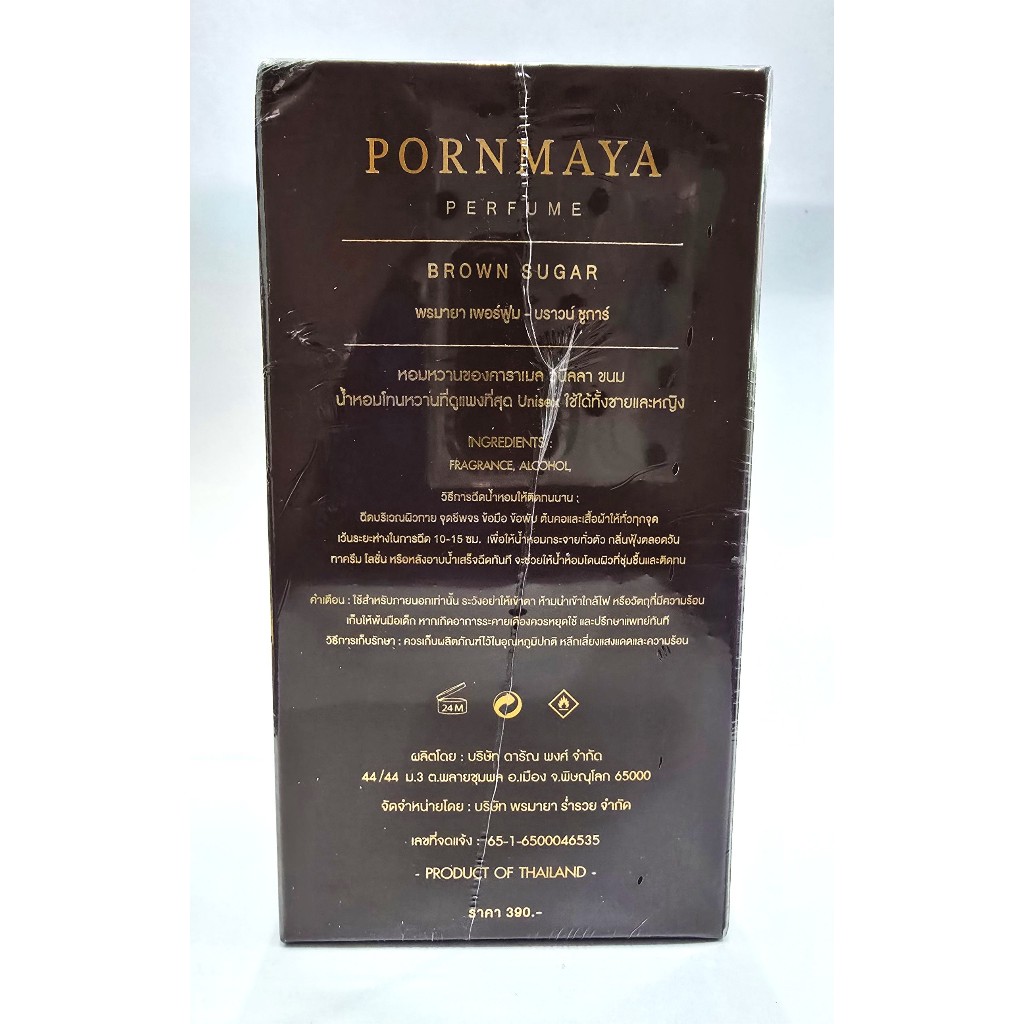 PORNMAYA
PERFUME
BROWN SUGAR
พรมายา เพอร์ฟูม - บราวน์ ชูการ์
หอมหวานของคาราเมล วนิลลา ขนม
น้ำหอมโทนหวานที่ดูแพงที่สุด Unisex ใช้ได้ทั้งชายและหญิง
INGREDIENTS :
FRAGRANCE, ALCOHOL,
วิธีการฉีดน้ำหอมให้ติดทนนาน :
ฉีดบริเวณผิวกาย จุดชีพจร ข้อมือ ข้อพับ ต้นคอและเสื้อผ้าให้ทั่วทุกจุด
เว้นระยะห่างในการฉีด 10-15 ซม. เพื่อให้น้ำหอมกระจายทั่วตัว กลิ่นฟุ้งตลอดวัน
ทาครีม โลชั่น หรือหลังอาบน้ำเสร็จฉีดทันที จะช่วยให้น้ำหอมโดนผิวที่ชุ่มชื้นและติดทน
คำเตือน : ใช้สำหรับภายนอกเท่านั้น ระวังอย่าให้เข้าตา ห้ามนำเข้าใกล้ไฟ หรือวัตถุที่มีความร้อน
เก็บให้พ้นมือเด็ก หากเกิดอาการระคายเคืองควรหยุดใช้ และปรึกษาแพทย์ทันที
วิธีการเก็บรักษา : ควรเก็บผลิตภัณฑ์ไว้ในอุณหภูมิปกติ หลีกเลี่ยงแสงแดดและความร้อน
24M
ผลิตโดย : บริษัท ดารัณ พงศ์ จำกัด
44/44 ม.3 ต.พลายชุมพล อ.เมือง จ.พิษณุโลก 65000
จัดจำหน่ายโดย : บริษัท พรมายา ร่ำรวย จำกัด
เลขที่จดแจ้ง : 65-1-6500046535
- PRODUCT OF THAILAND -
ราคา 390.-